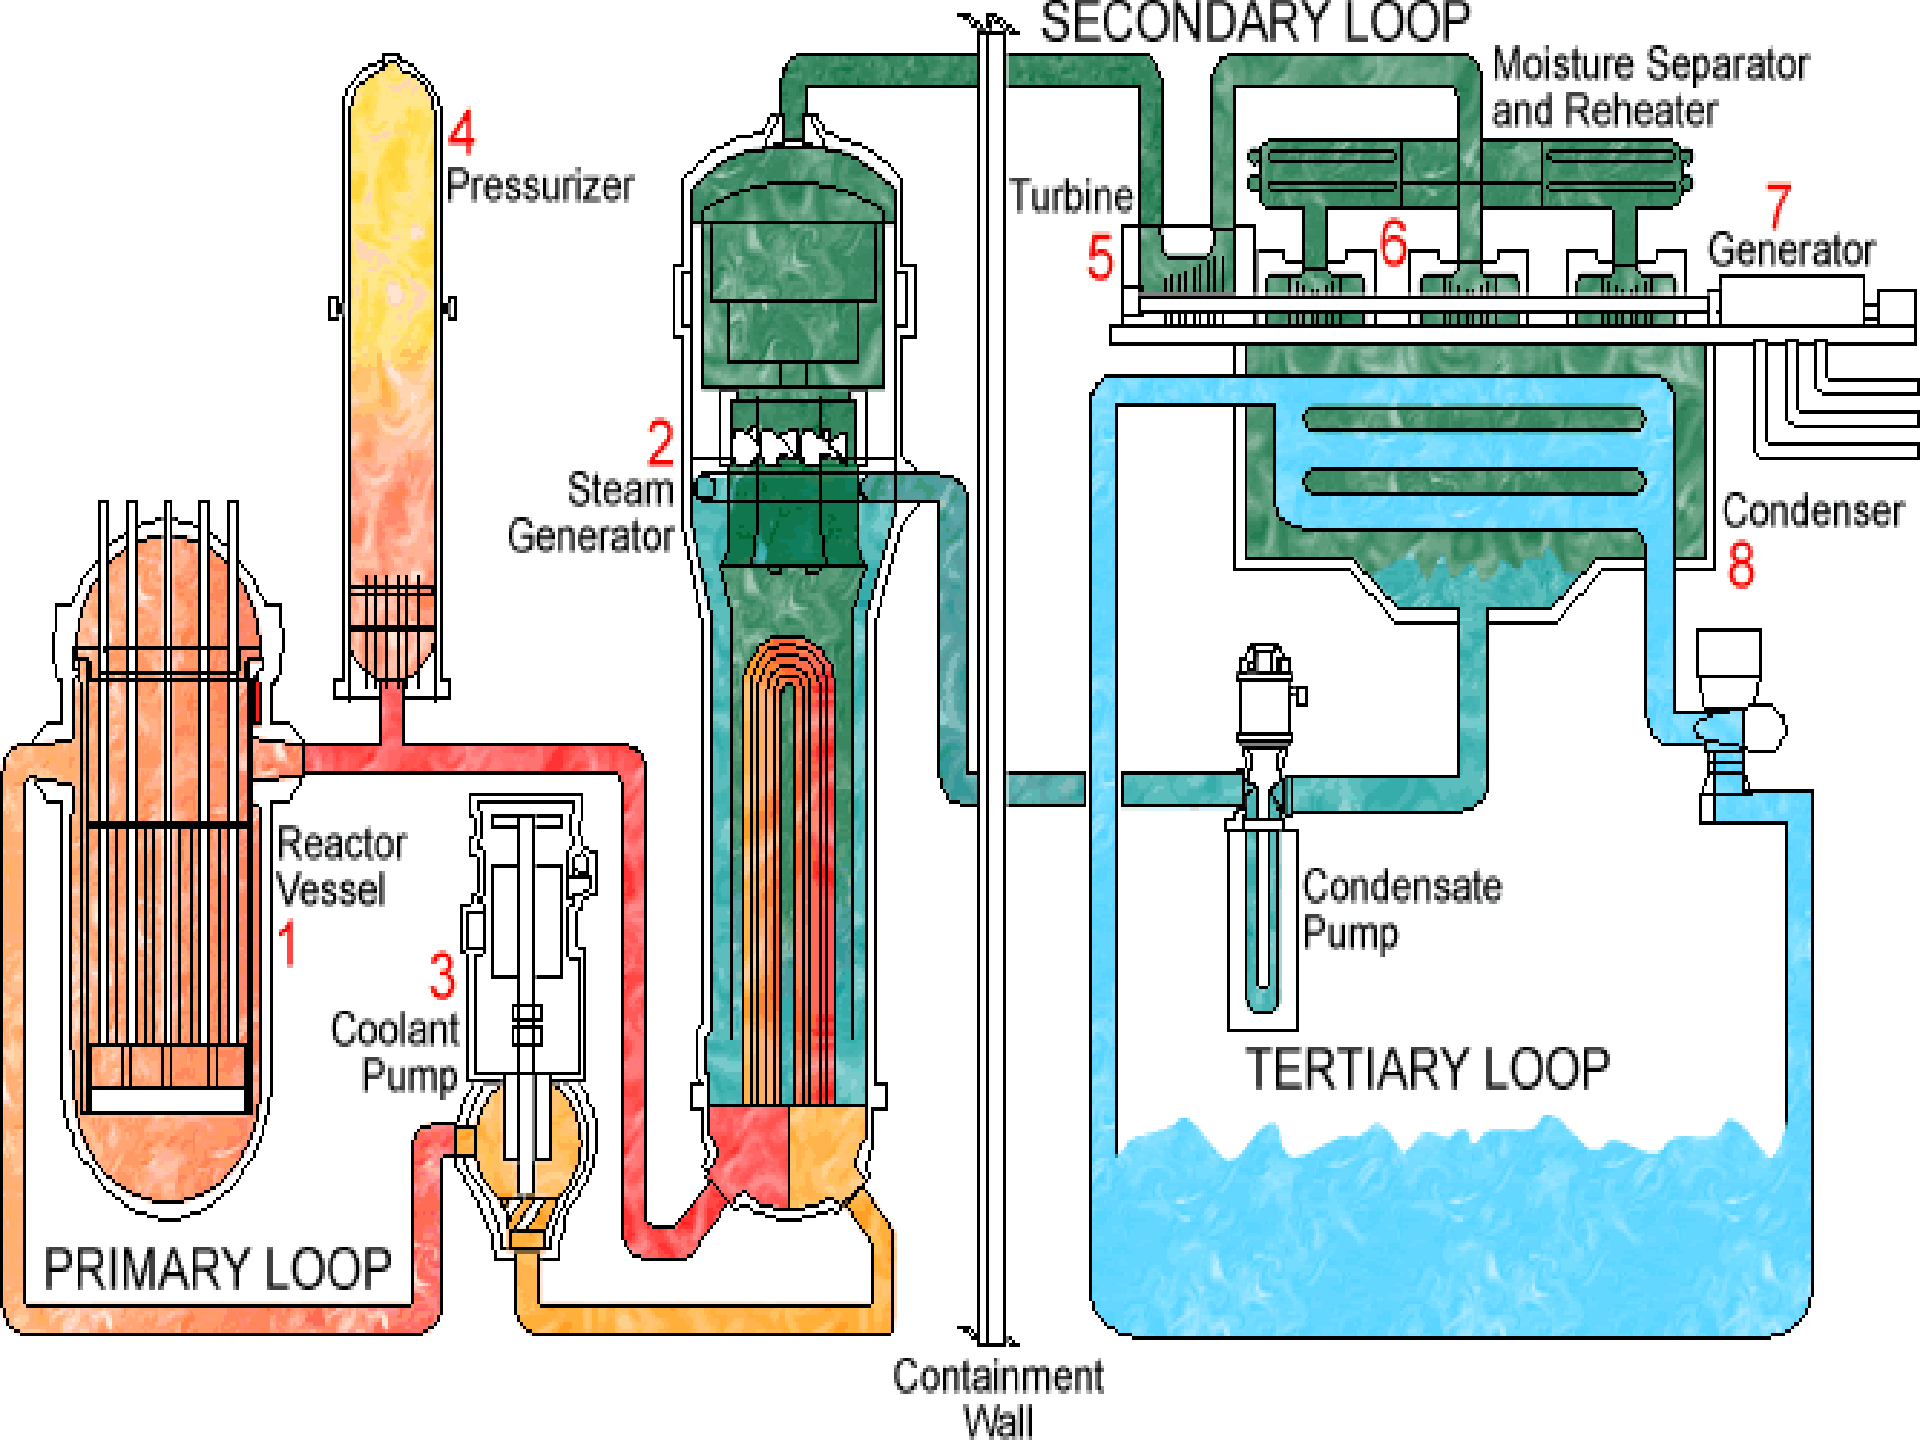 SECONDARY LOOP
Moisture Separator
and Reheater
4
Pressurizer
Turbine
5
6
7
Generator
2
Steam
Generator
Condenser
8
Reactor
Vessel
1
3
Coolant
Pump
Condensate
Pump
TERTIARY LOOP
PRIMARY LOOP
Containment
Wall